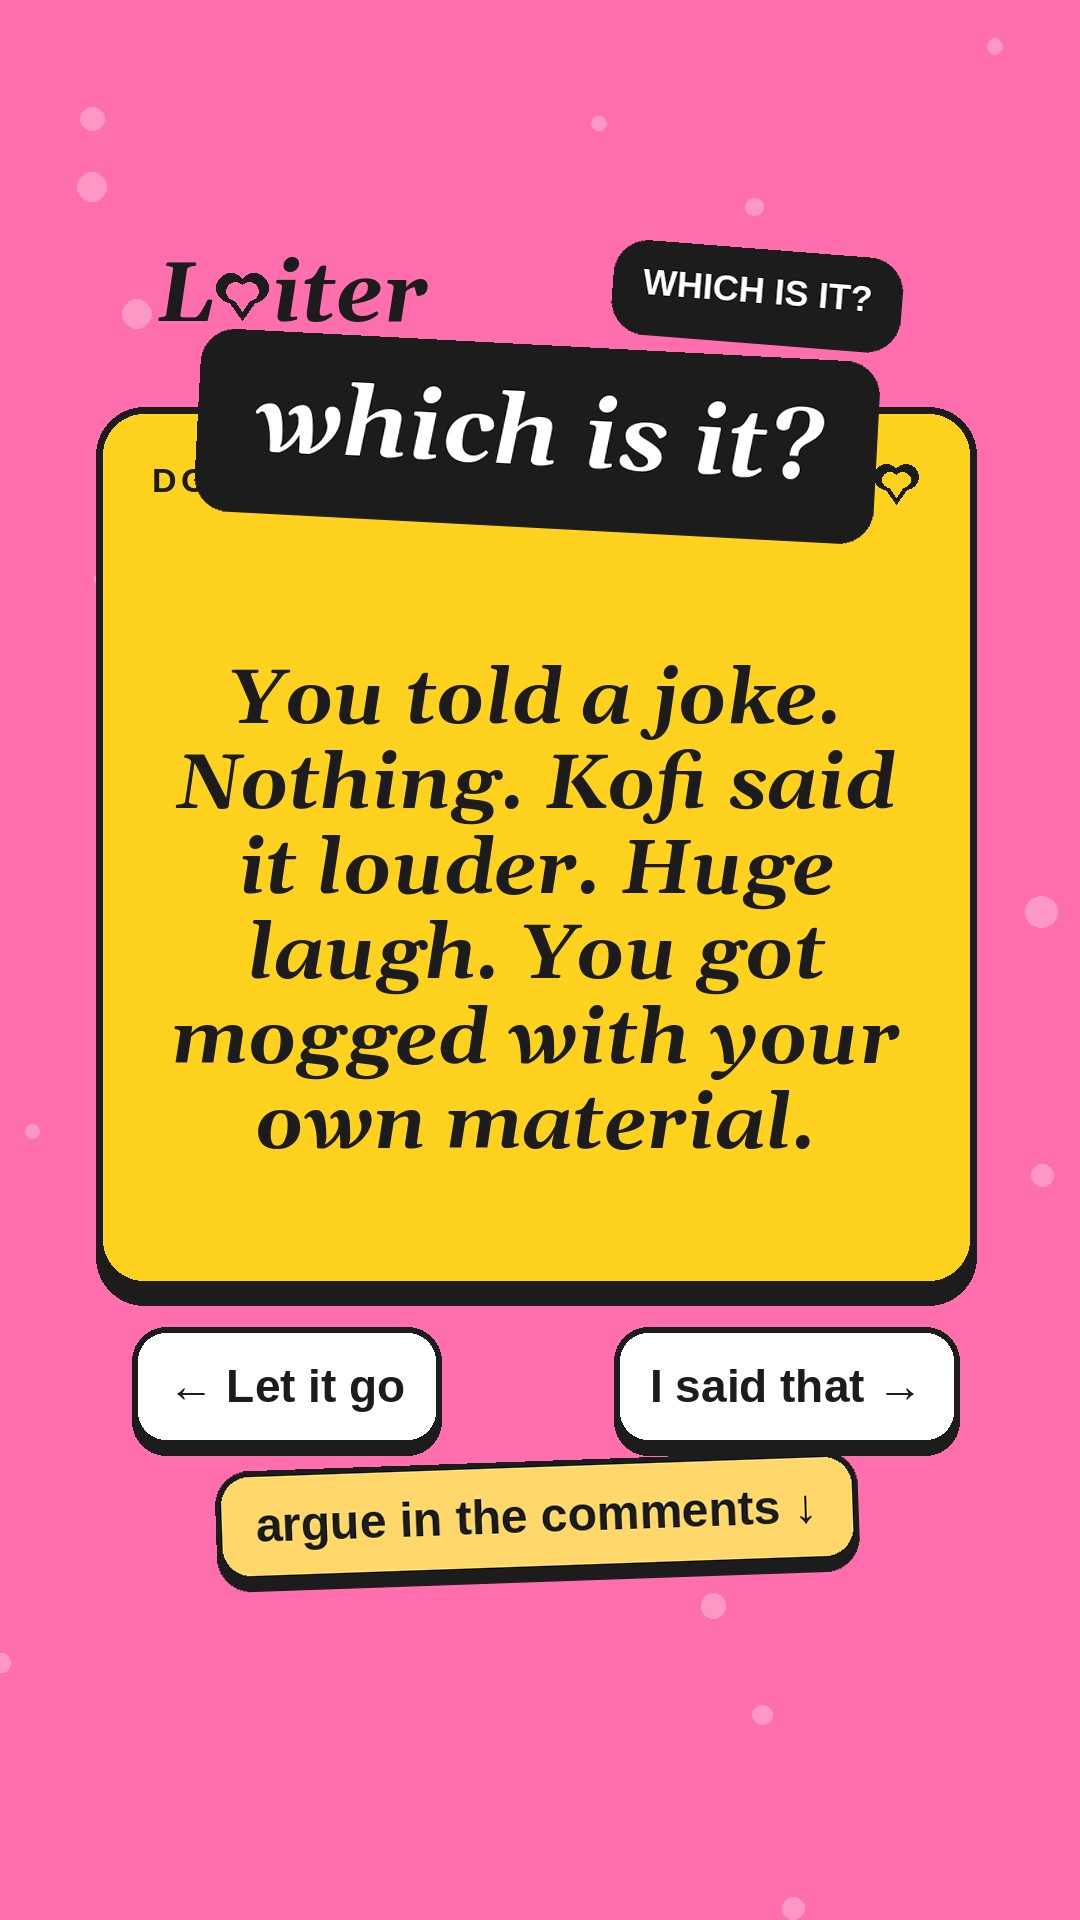 L♡iter
WHICH IS IT?
which is it?
You told a joke.
Nothing. Kofi said
it louder. Huge
laugh. You got
mogged with your
own material.
← Let it go
I said that →
argue in the comments ↓